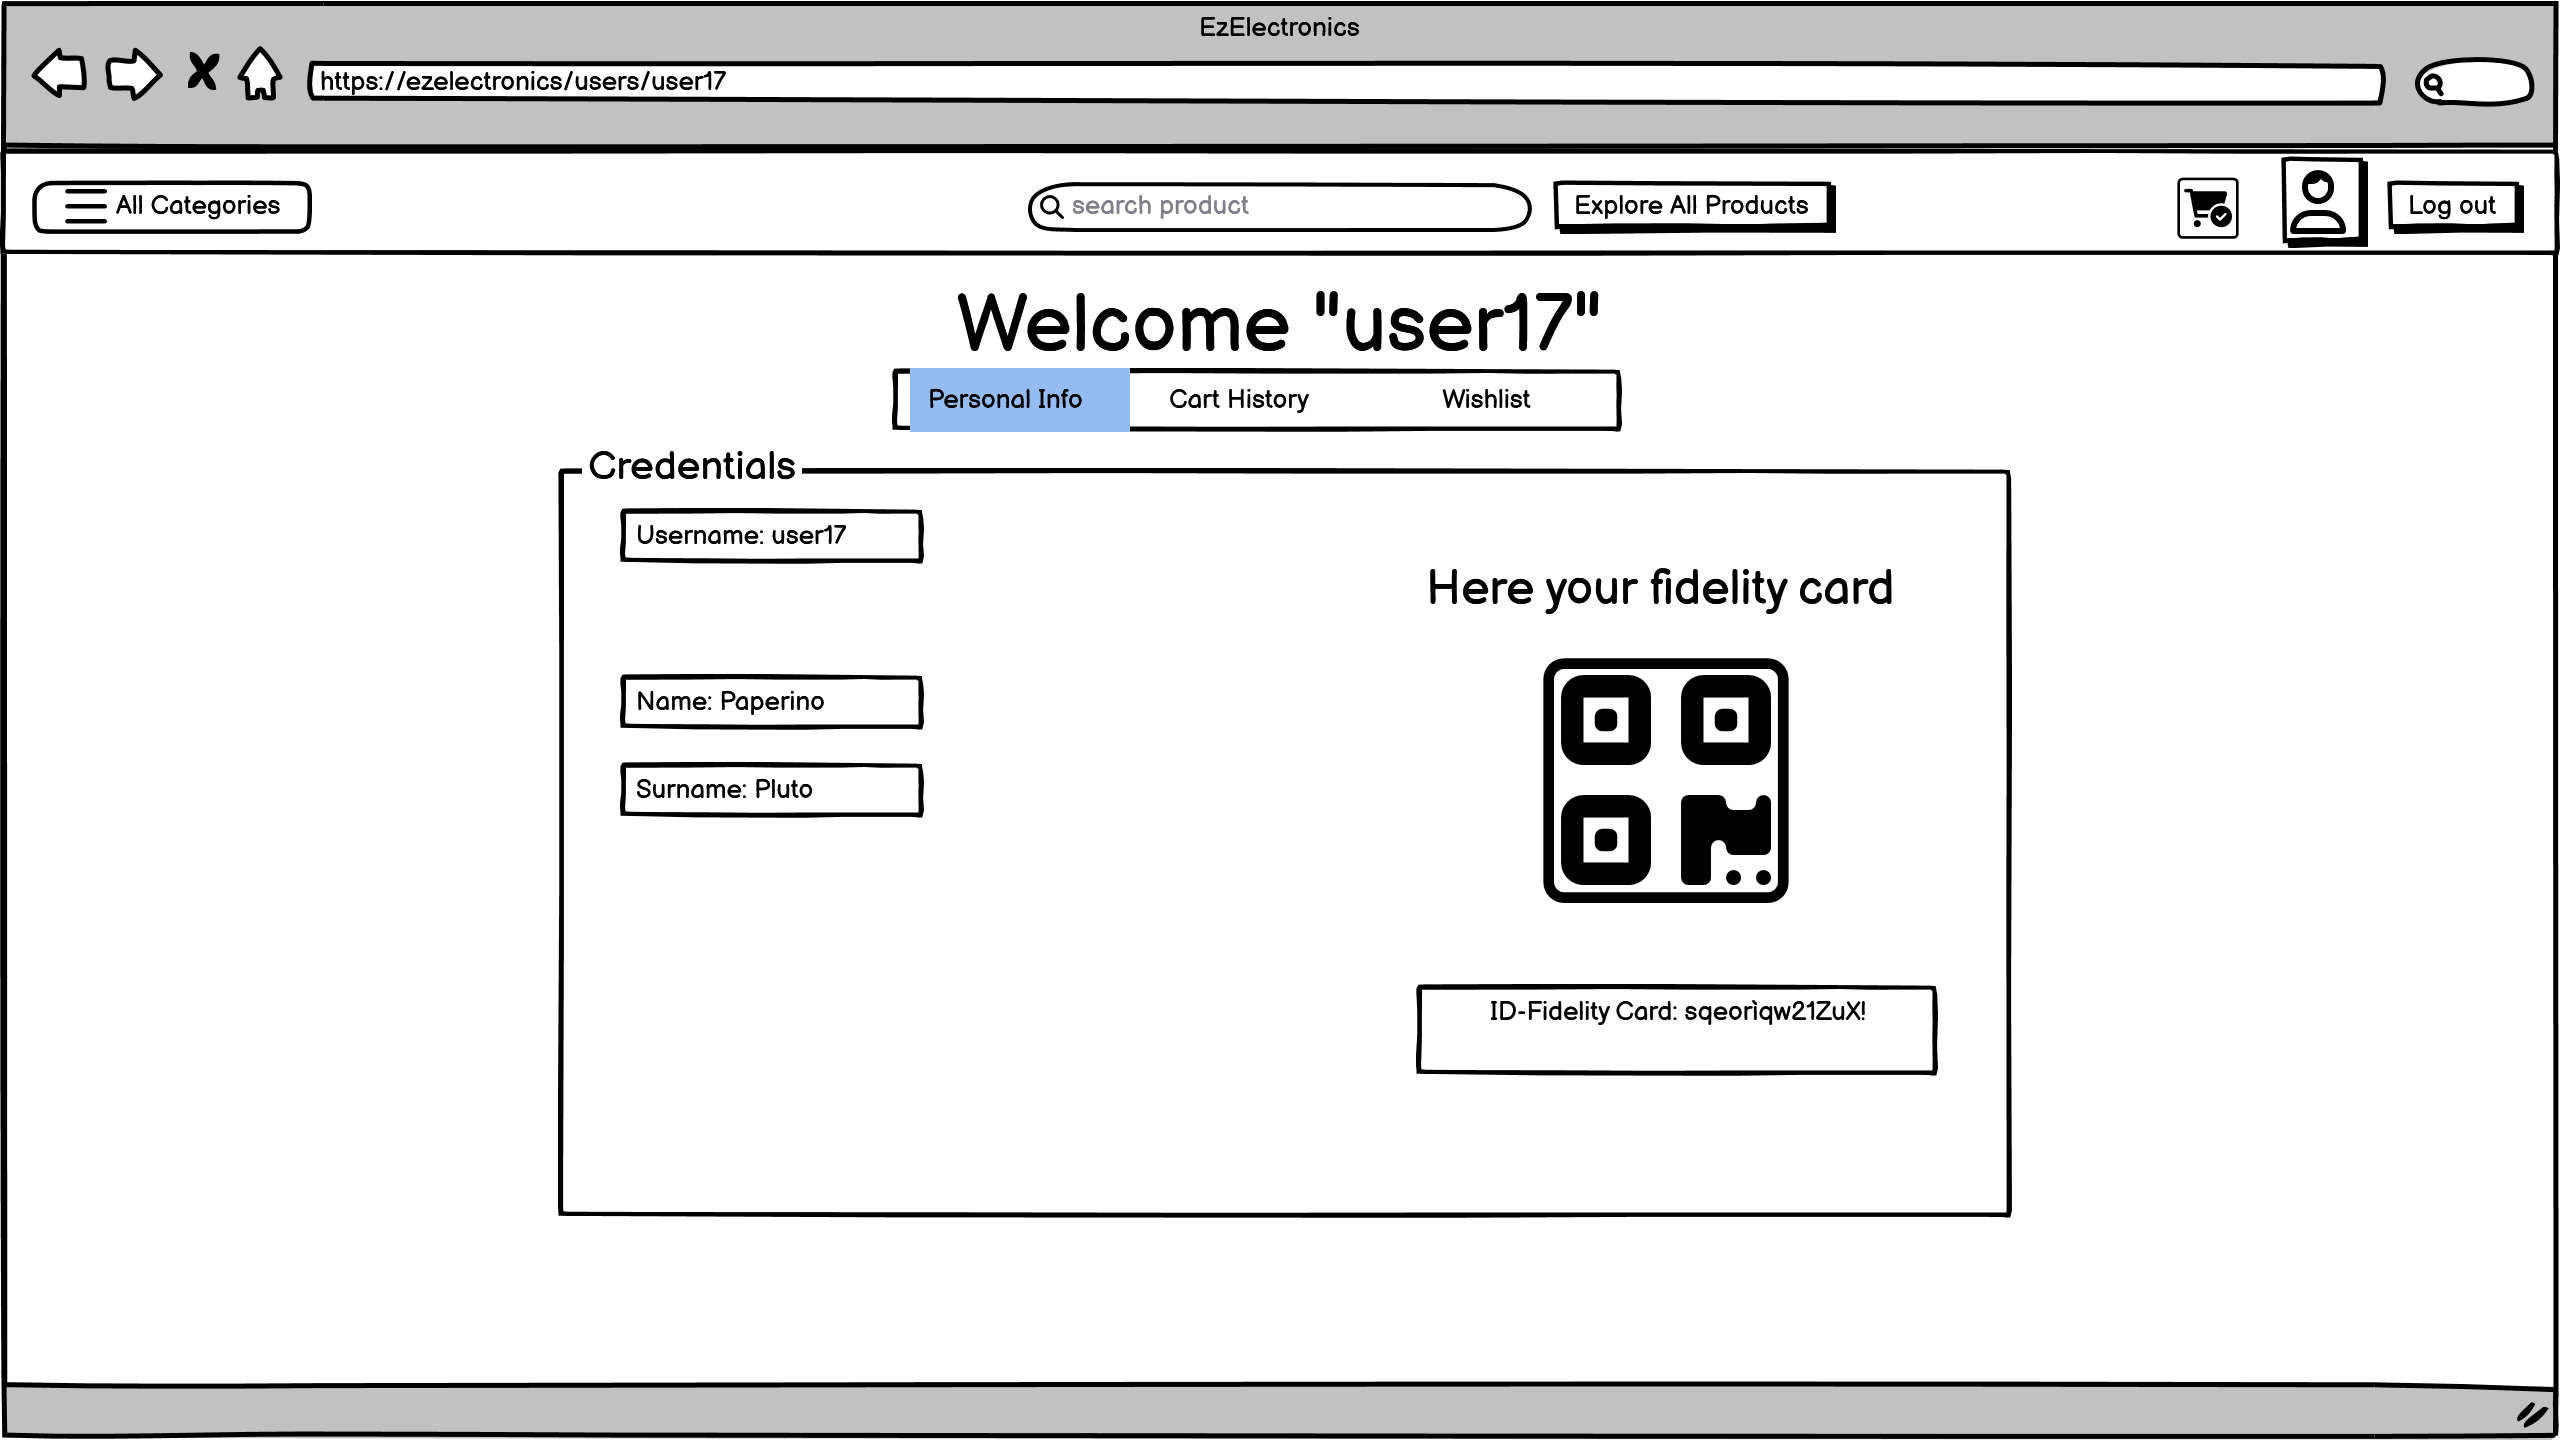 EzElectronics
https://ezelectronics/users/user17
All Categories
search product
Explore All Products
Log out
Welcome "user17"
Personal Info
Cart History
Wishlist
Credentials
Username: user17
Here your fidelity card
Name: Paperino
Surname: Pluto
ID-Fidelity Card: sqeorìqw21ZuX!